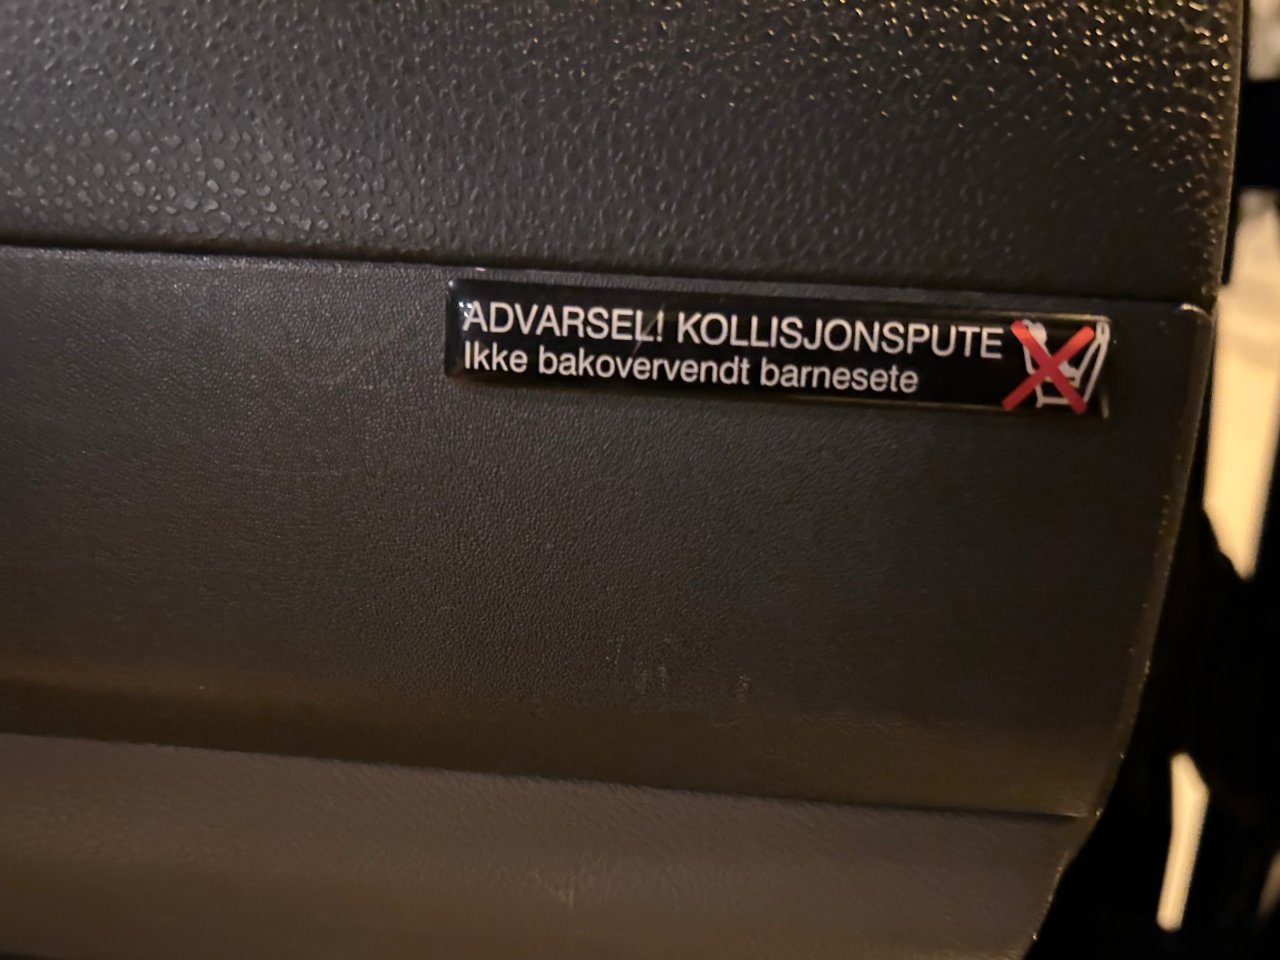 ADVARSEL! KOLLISJONSPUTE
Ikke bakovervendt barnesete